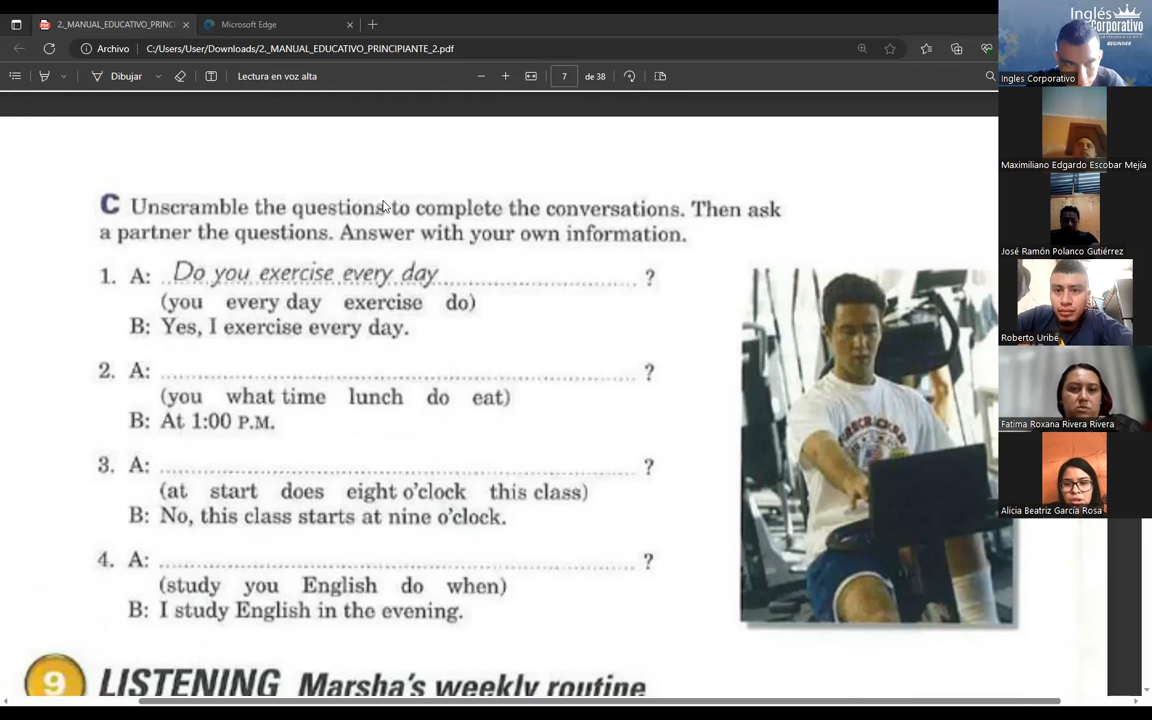 2._MANUAL_EDUCATIVO_PRINCI
Microsoft Edge
Archivo
C:/Users/User/Downloads/2._MANUAL_EDUCATIVO_PRINCIPIANTE_2.pdf
Dibujar
Lectura en voz alta
7
de 38
C Unscramble the questions to complete the conversations. Then ask
a partner the questions. Answer with your own information.
1. A: Do you exercise every day ?
(you every day exercise do)
B: Yes, I exercise every day.
2. A: ?
(you what time lunch do eat)
B: At 1:00 P.M.
3. A: ?
(at start does eight o'clock this class)
B: No, this class starts at nine o'clock.
4. A: ?
(study you English do when)
B: I study English in the evening.
9 LISTENING Marsha's weekly routine
Inglés
Corporativo
BEGINNER
Ingles Corporativo
Maximiliano Edgardo Escobar Mejía
José Ramón Polanco Gutiérrez
Roberto Uribe
Fatima Roxana Rivera Rivera
Alicia Beatriz García Rosa